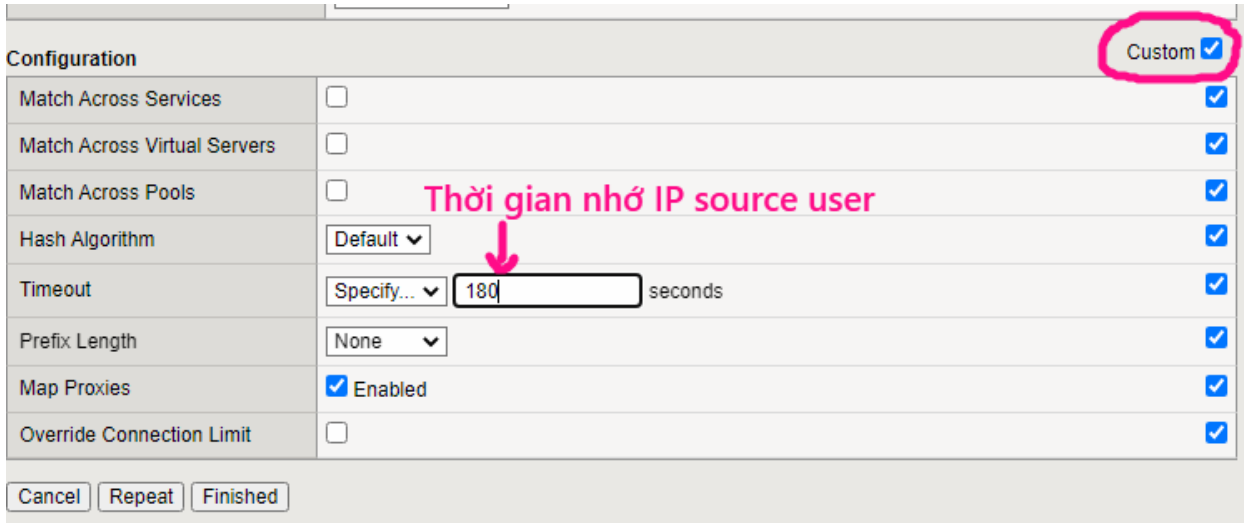 Configuration
Custom
Match Across Services
Match Across Virtual Servers
Match Across Pools
Thời gian nhớ IP source user
Hash Algorithm
Default
Timeout
Specify... 180 seconds
Prefix Length
None
Map Proxies
Enabled
Override Connection Limit
Cancel Repeat Finished